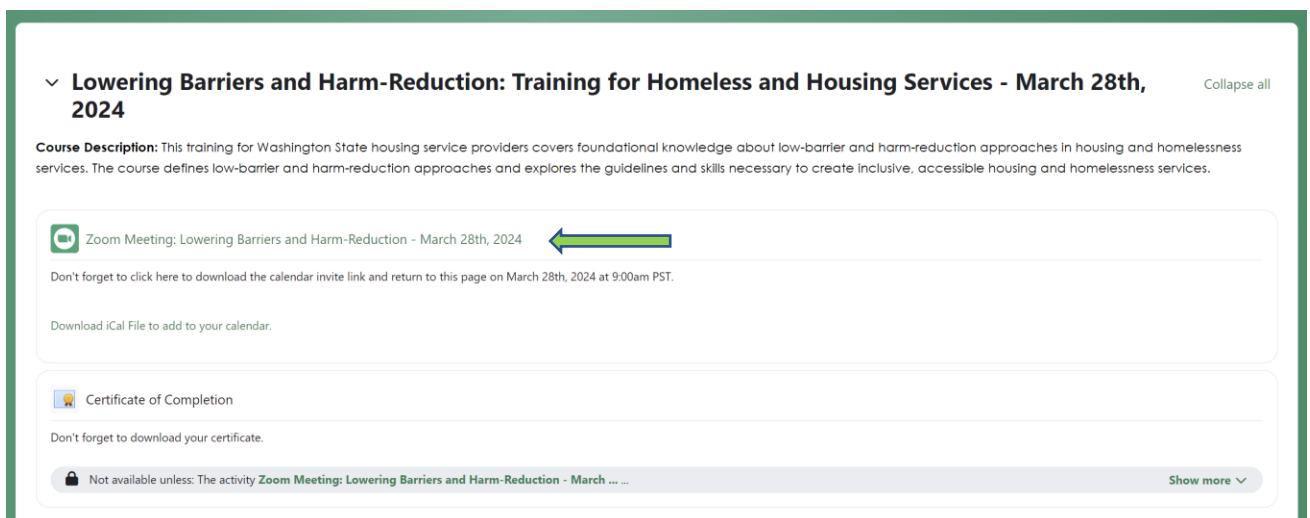 Lowering Barriers and Harm-Reduction: Training for Homeless and Housing Services - March 28th,
2024
Collapse all
Course Description: This training for Washington State housing service providers covers foundational knowledge about low-barrier and harm-reduction approaches in housing and homelessness
services. The course defines low-barrier and harm-reduction approaches and explores the guidelines and skills necessary to create inclusive, accessible housing and homelessness services.
Zoom Meeting: Lowering Barriers and Harm-Reduction - March 28th, 2024
Don't forget to click here to download the calendar invite link and return to this page on March 28th, 2024 at 9:00am PST.
Download iCal File to add to your calendar.
Certificate of Completion
Don't forget to download your certificate.
Not available unless: The activity Zoom Meeting: Lowering Barriers and Harm-Reduction - March ... ...
Show more